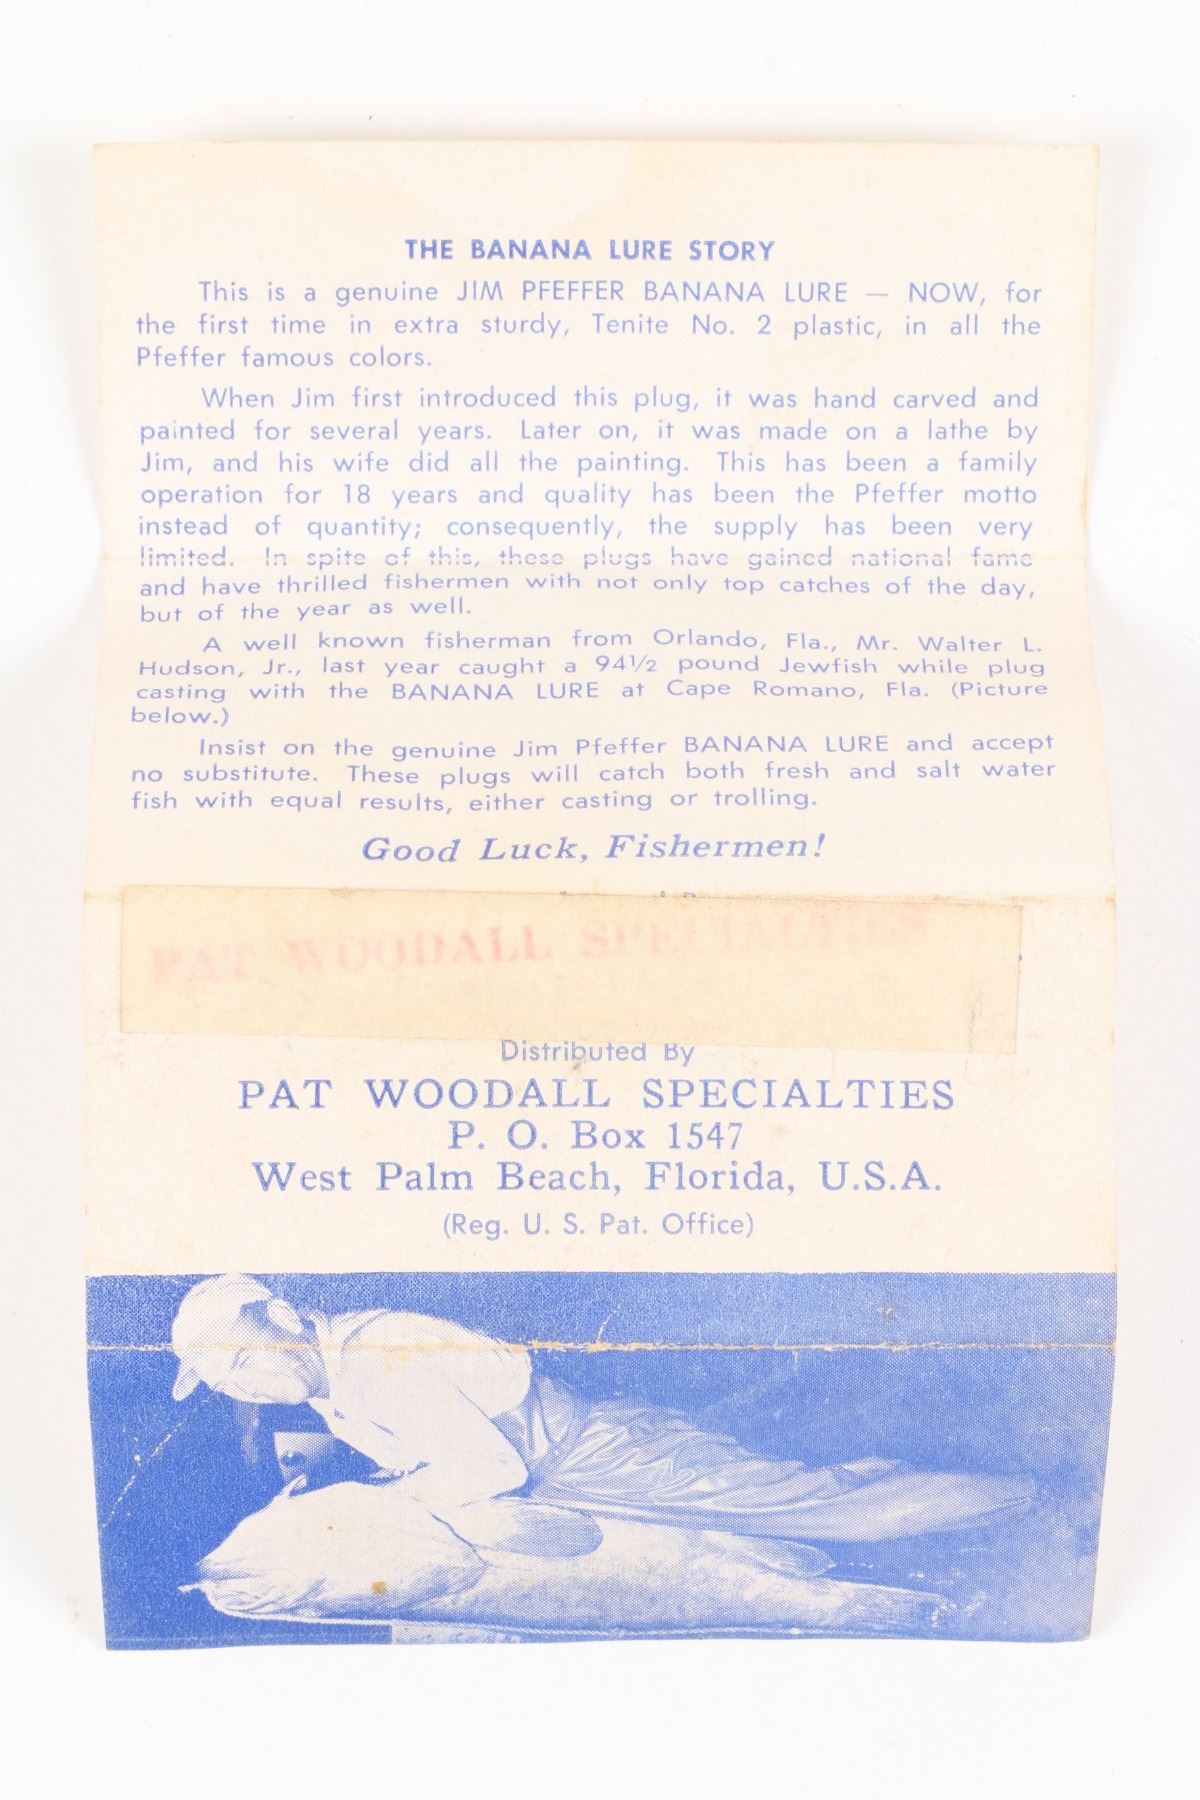 THE BANANA LURE STORY
This is a genuine JIM PFEFFER BANANA LURE — NOW, for
the first time in extra sturdy, Tenite No. 2 plastic, in all the
Pfeffer famous colors.
When Jim first introduced this plug, it was hand carved and
painted for several years. Later on, it was made on a lathe by
Jim, and his wife did all the painting. This has been a family
operation for 18 years and quality has been the Pfeffer motto
instead of quantity; consequently, the supply has been very
limited. In spite of this, these plugs have gained national fame
and have thrilled fishermen with not only top catches of the day,
but of the year as well.
A well known fisherman from Orlando, Fla., Mr. Walter L.
Hudson, Jr., last year caught a 94½ pound Jewfish while plug
casting with the BANANA LURE at Cape Romano, Fla. (Picture
below.)
Insist on the genuine Jim Pfeffer BANANA LURE and accept
no substitute. These plugs will catch both fresh and salt water
fish with equal results, either casting or trolling.
Good Luck, Fishermen!
PAT WOODALL SPECIALTIES
Distributed By
PAT WOODALL SPECIALTIES
P. O. Box 1547
West Palm Beach, Florida, U.S.A.
(Reg. U. S. Pat. Office)